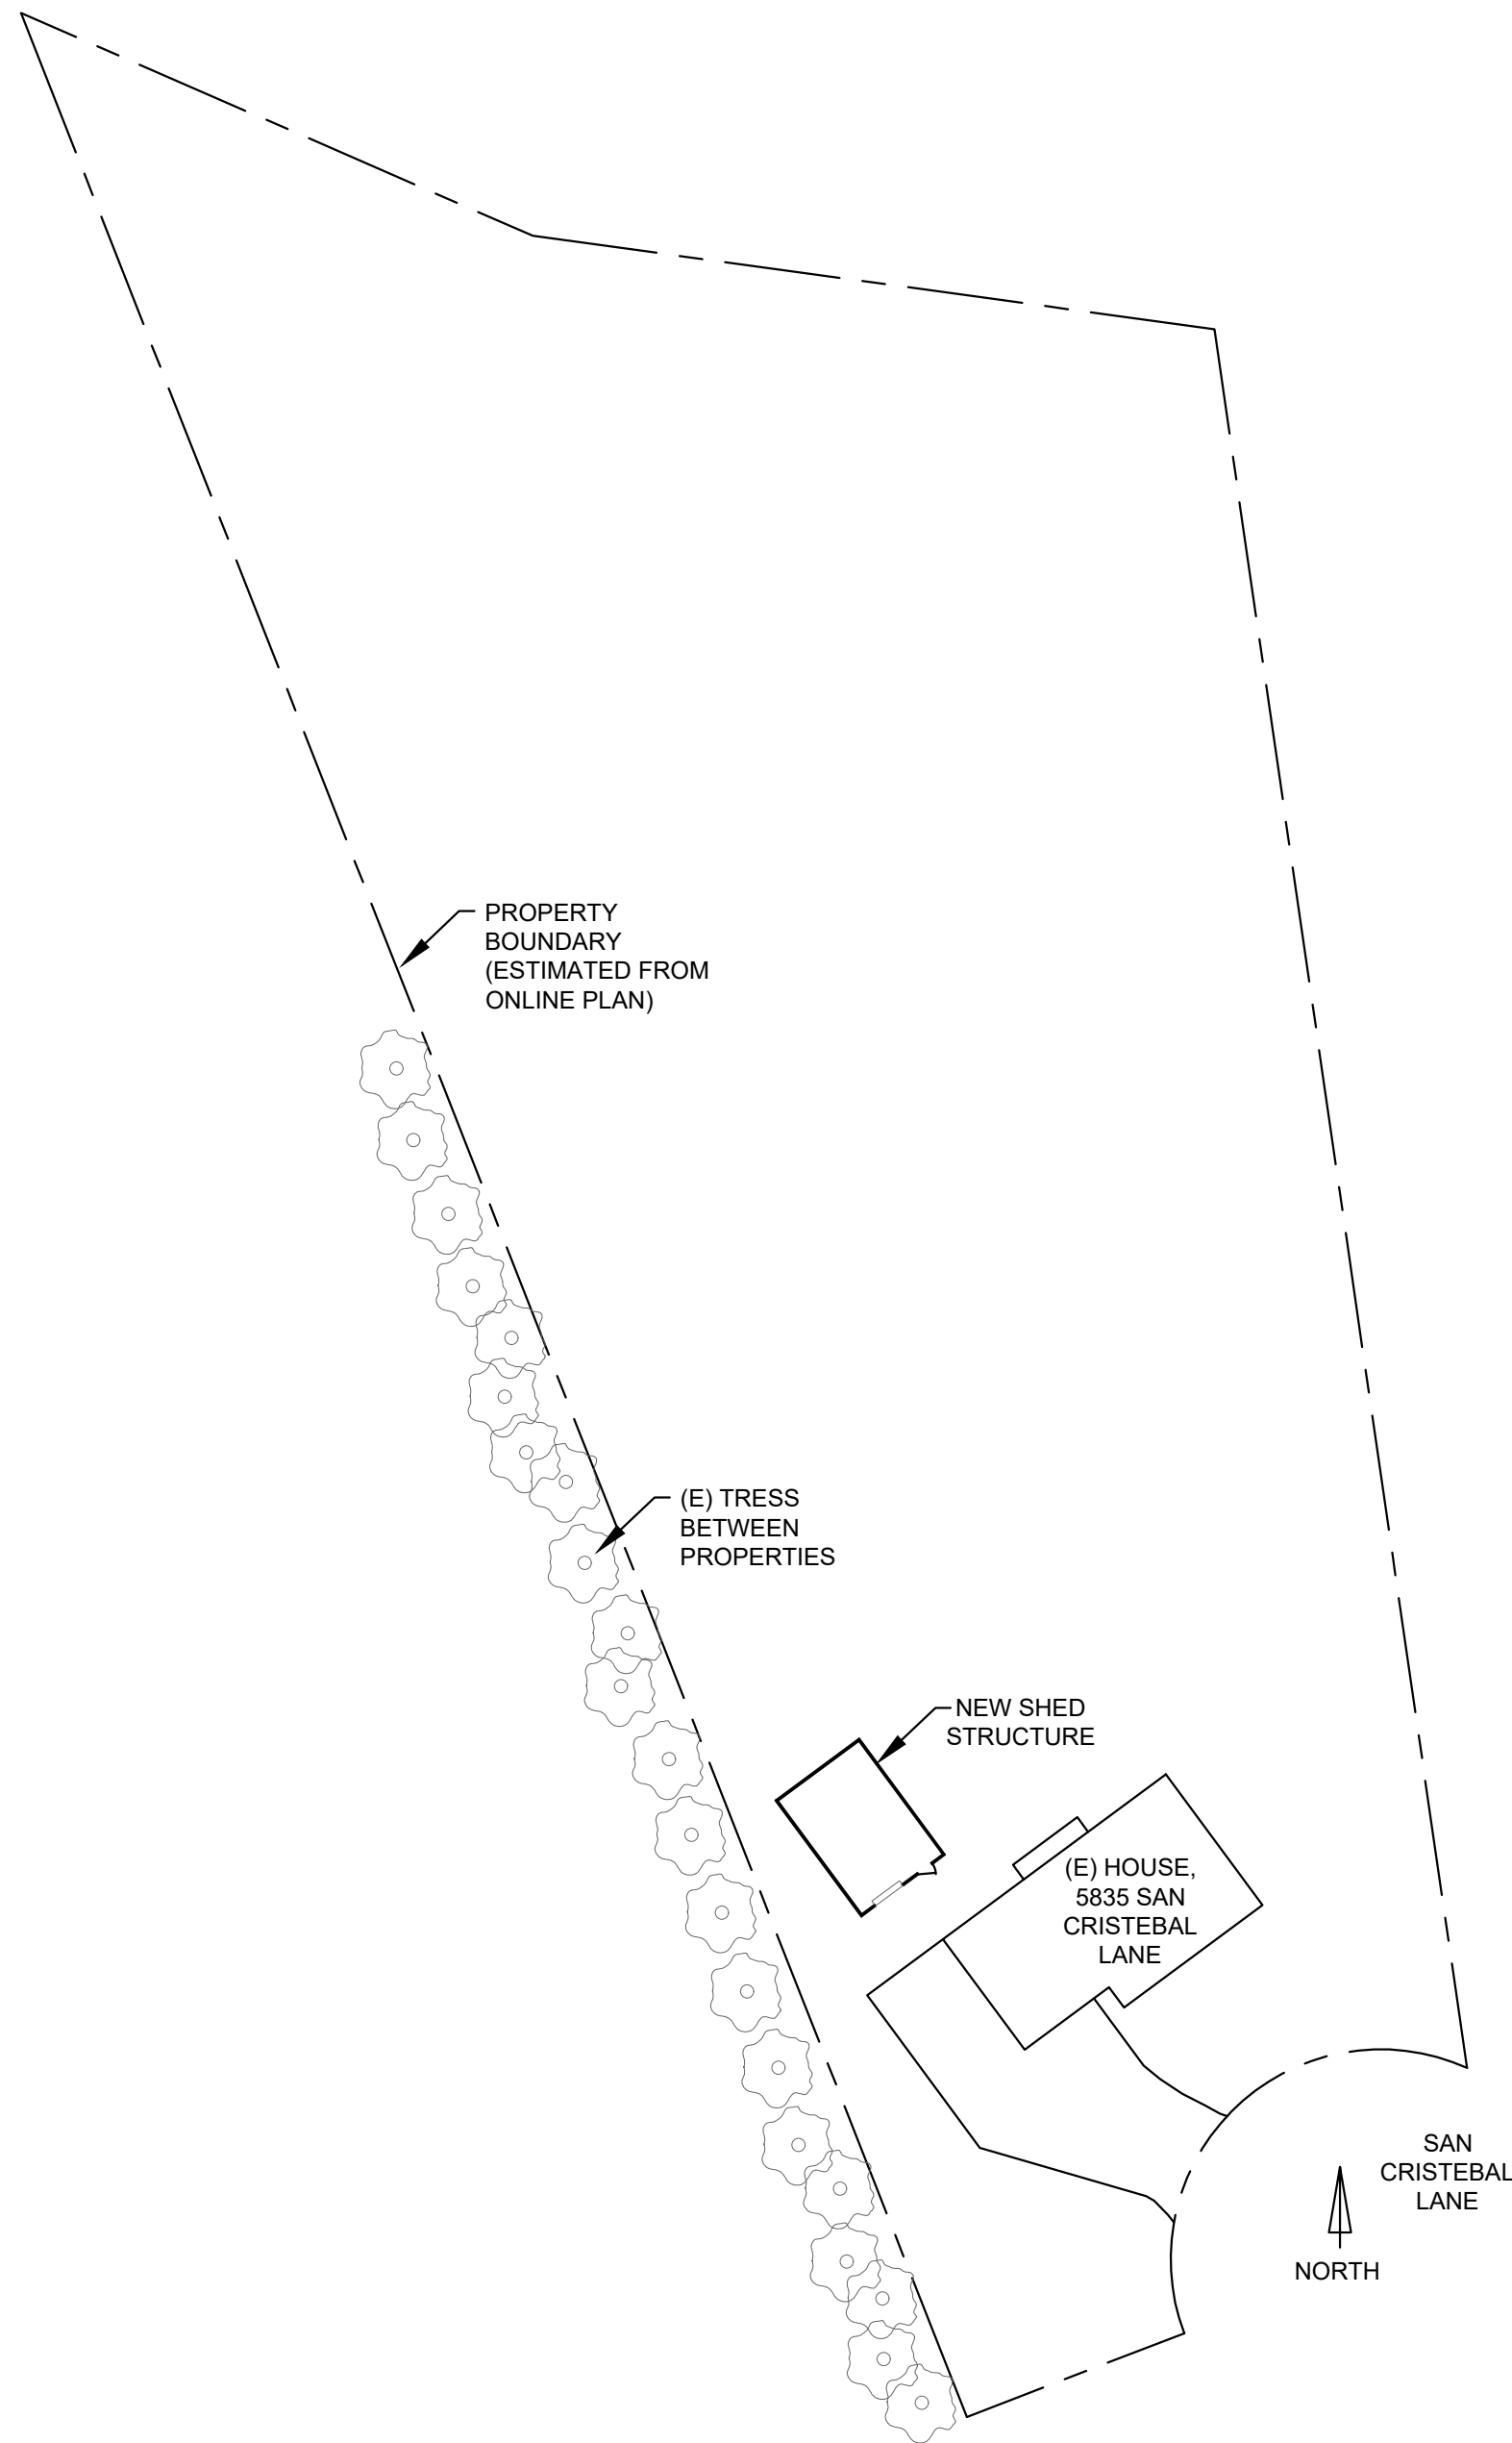 PROPERTY
BOUNDARY
(ESTIMATED FROM
ONLINE PLAN)
(E) TRESS
BETWEEN
PROPERTIES
NEW SHED
STRUCTURE
(E) HOUSE,
5835 SAN
CRISTEBAL
LANE
SAN
CRISTEBAL
LANE
NORTH